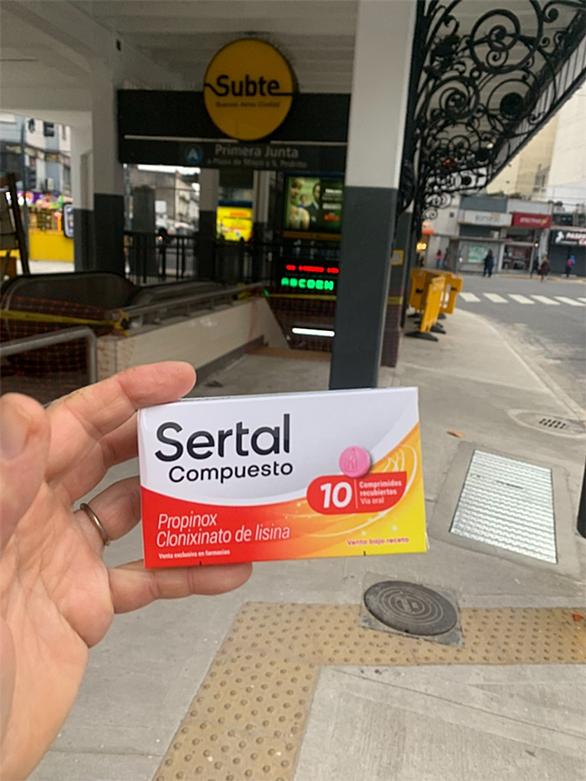 Subte
Buenos Aires Ciudad
Primera Junta
a Plaza de Mayo y S. Pedrito
Sertal
Compuesto
10
Comprimidos
recubiertos
Vía oral
Propinox
Clonixinato de lisina
Venta exclusiva en farmacias
Venta bajo receta